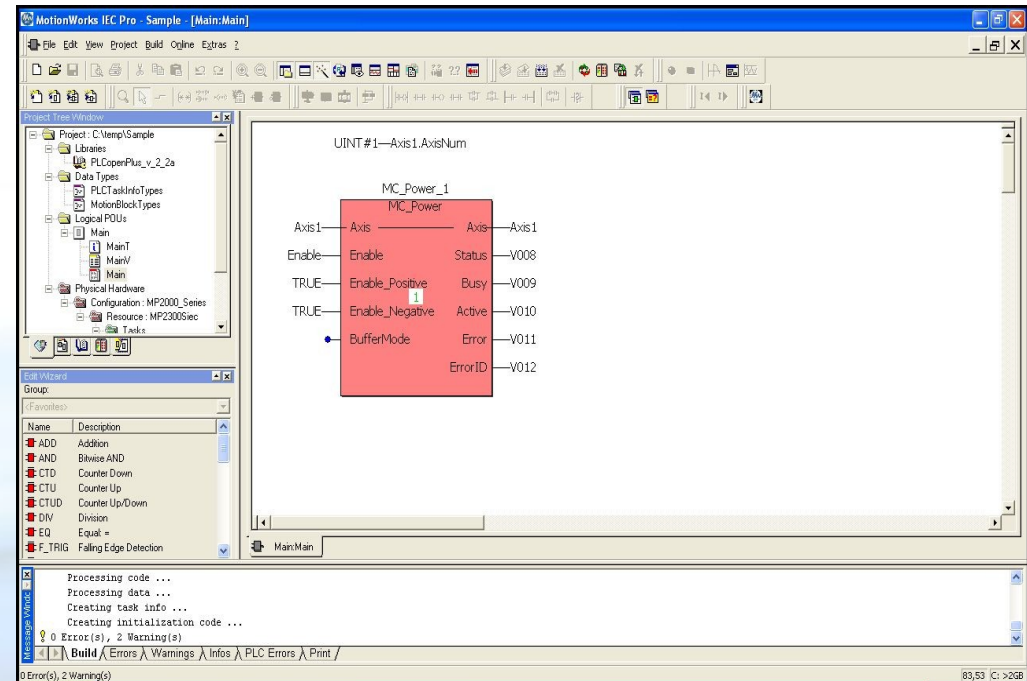 MotionWorks IEC Pro - Sample - [Main:Main]
File Edit View Project Build Online Extras ?
Project Tree Window
Project : C:\temp\Sample
Libraries
PLCopenPlus_v_2_2a
Data Types
PLCTaskInfoTypes
MotionBlockTypes
Logical POUs
Main
MainT
MainV
Main
Physical Hardware
Configuration : MP2000_Series
Resource : MP2300Siec
Tasks
Edit Wizard
Group:
<Favorites>
Name Description
ADD Addition
AND Bitwise AND
CTD Counter Down
CTU Counter Up
CTUD Counter Up/Down
DIV Division
EQ Equal: =
F_TRIG Falling Edge Detection
UINT#1—Axis1.AxisNum
MC_Power_1
MC_Power
Axis1 Axis Axis Axis1
Enable Enable Status V008
TRUE Enable_Positive Busy V009
1
TRUE Enable_Negative Active V010
BufferMode Error V011
ErrorID V012
Main:Main
Message Windo
Processing code ...
Processing data ...
Creating task info ...
Creating initialization code ...
0 Error(s), 2 Warning(s)
Build Errors Warnings Infos PLC Errors Print
0 Error(s), 2 Warning(s) 83,53 C: >2GB